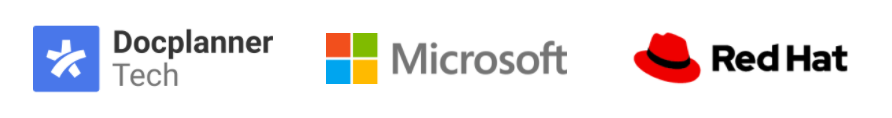 Docplanner
Tech
Microsoft
Red Hat